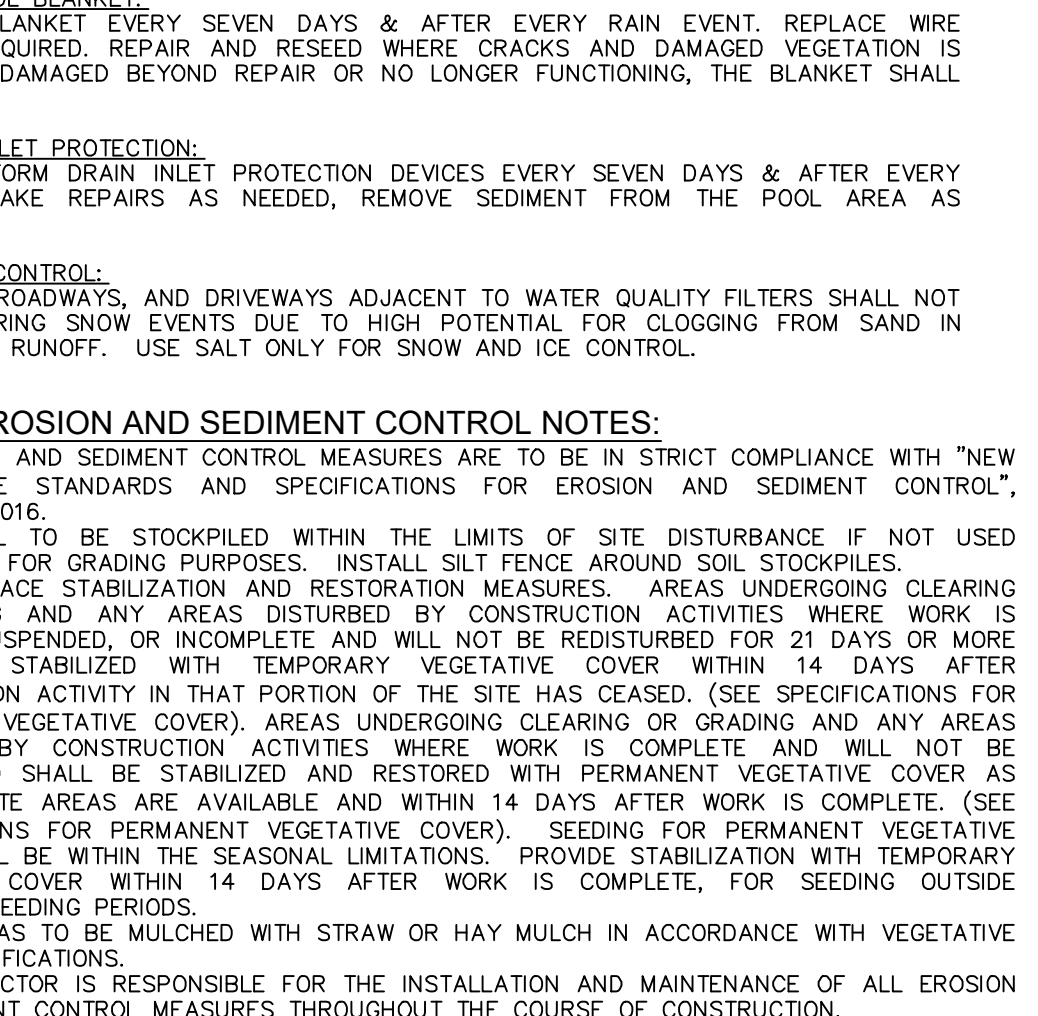 BLANKET:
LANKET EVERY SEVEN DAYS & AFTER EVERY RAIN EVENT. REPLACE WIRE
QUIRED. REPAIR AND RESEED WHERE CRACKS AND DAMAGED VEGETATION IS
DAMAGED BEYOND REPAIR OR NO LONGER FUNCTIONING, THE BLANKET SHALL
LET PROTECTION:
ORM DRAIN INLET PROTECTION DEVICES EVERY SEVEN DAYS & AFTER EVERY
AKE REPAIRS AS NEEDED, REMOVE SEDIMENT FROM THE POOL AREA AS
CONTROL:
ROADWAYS, AND DRIVEWAYS ADJACENT TO WATER QUALITY FILTERS SHALL NOT
RING SNOW EVENTS DUE TO HIGH POTENTIAL FOR CLOGGING FROM SAND IN
RUNOFF. USE SALT ONLY FOR SNOW AND ICE CONTROL.
ROSION AND SEDIMENT CONTROL NOTES:
AND SEDIMENT CONTROL MEASURES ARE TO BE IN STRICT COMPLIANCE WITH "NEW
E STANDARDS AND SPECIFICATIONS FOR EROSION AND SEDIMENT CONTROL",
016.
L TO BE STOCKPILED WITHIN THE LIMITS OF SITE DISTURBANCE IF NOT USED
FOR GRADING PURPOSES. INSTALL SILT FENCE AROUND SOIL STOCKPILES.
ACE STABILIZATION AND RESTORATION MEASURES. AREAS UNDERGOING CLEARING
AND ANY AREAS DISTURBED BY CONSTRUCTION ACTIVITIES WHERE WORK IS
USPENDED, OR INCOMPLETE AND WILL NOT BE REDISTURBED FOR 21 DAYS OR MORE
STABILIZED WITH TEMPORARY VEGETATIVE COVER WITHIN 14 DAYS AFTER
ON ACTIVITY IN THAT PORTION OF THE SITE HAS CEASED. (SEE SPECIFICATIONS FOR
VEGETATIVE COVER). AREAS UNDERGOING CLEARING OR GRADING AND ANY AREAS
BY CONSTRUCTION ACTIVITIES WHERE WORK IS COMPLETE AND WILL NOT BE
SHALL BE STABILIZED AND RESTORED WITH PERMANENT VEGETATIVE COVER AS
TE AREAS ARE AVAILABLE AND WITHIN 14 DAYS AFTER WORK IS COMPLETE. (SEE
NS FOR PERMANENT VEGETATIVE COVER). SEEDING FOR PERMANENT VEGETATIVE
L BE WITHIN THE SEASONAL LIMITATIONS. PROVIDE STABILIZATION WITH TEMPORARY
COVER WITHIN 14 DAYS AFTER WORK IS COMPLETE, FOR SEEDING OUTSIDE
EEDING PERIODS.
AS TO BE MULCHED WITH STRAW OR HAY MULCH IN ACCORDANCE WITH VEGETATIVE
FICATIONS.
CTOR IS RESPONSIBLE FOR THE INSTALLATION AND MAINTENANCE OF ALL EROSION
NT CONTROL MEASURES THROUGHOUT THE COURSE OF CONSTRUCTION.